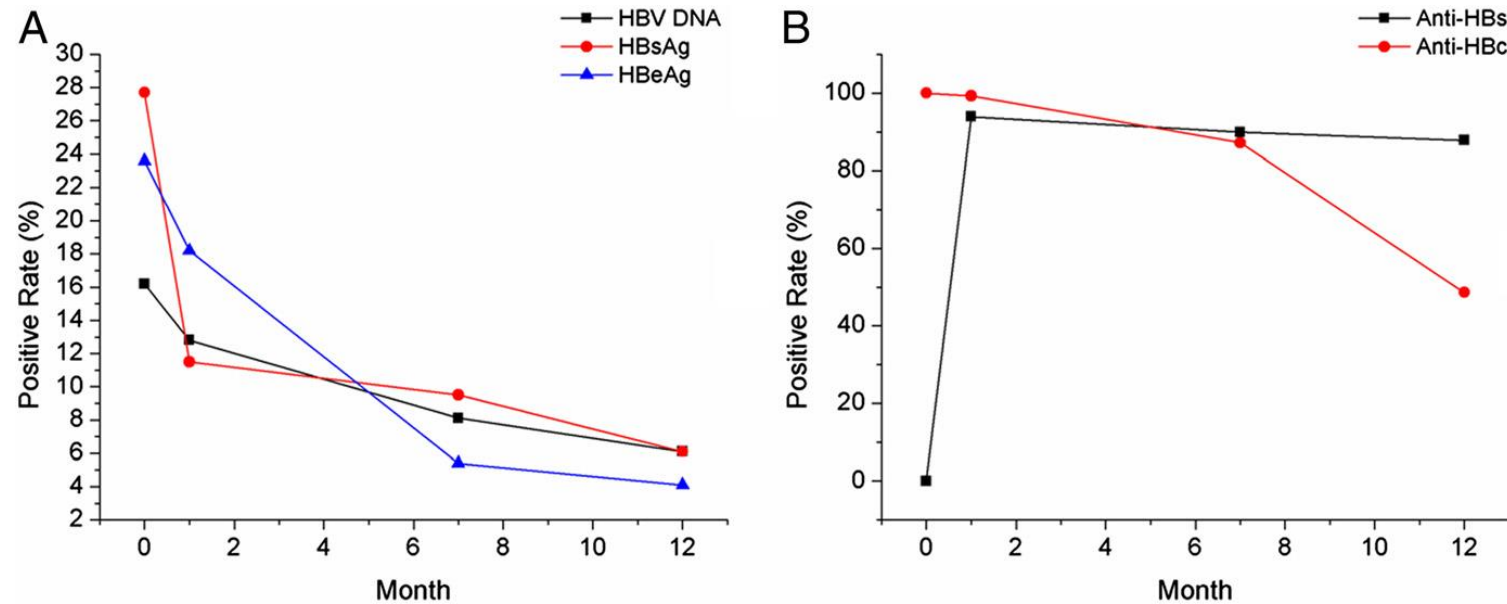 A
HBV DNA
HBsAg
HBeAg
30
28
26
24
22
20
18
16
14
12
10
8
6
4
2
Positive Rate (%)
0 2 4 6 8 10 12
Month
B
Anti-HBs
Anti-HBc
100
80
60
40
20
0
Positive Rate (%)
0 2 4 6 8 10 12
Month